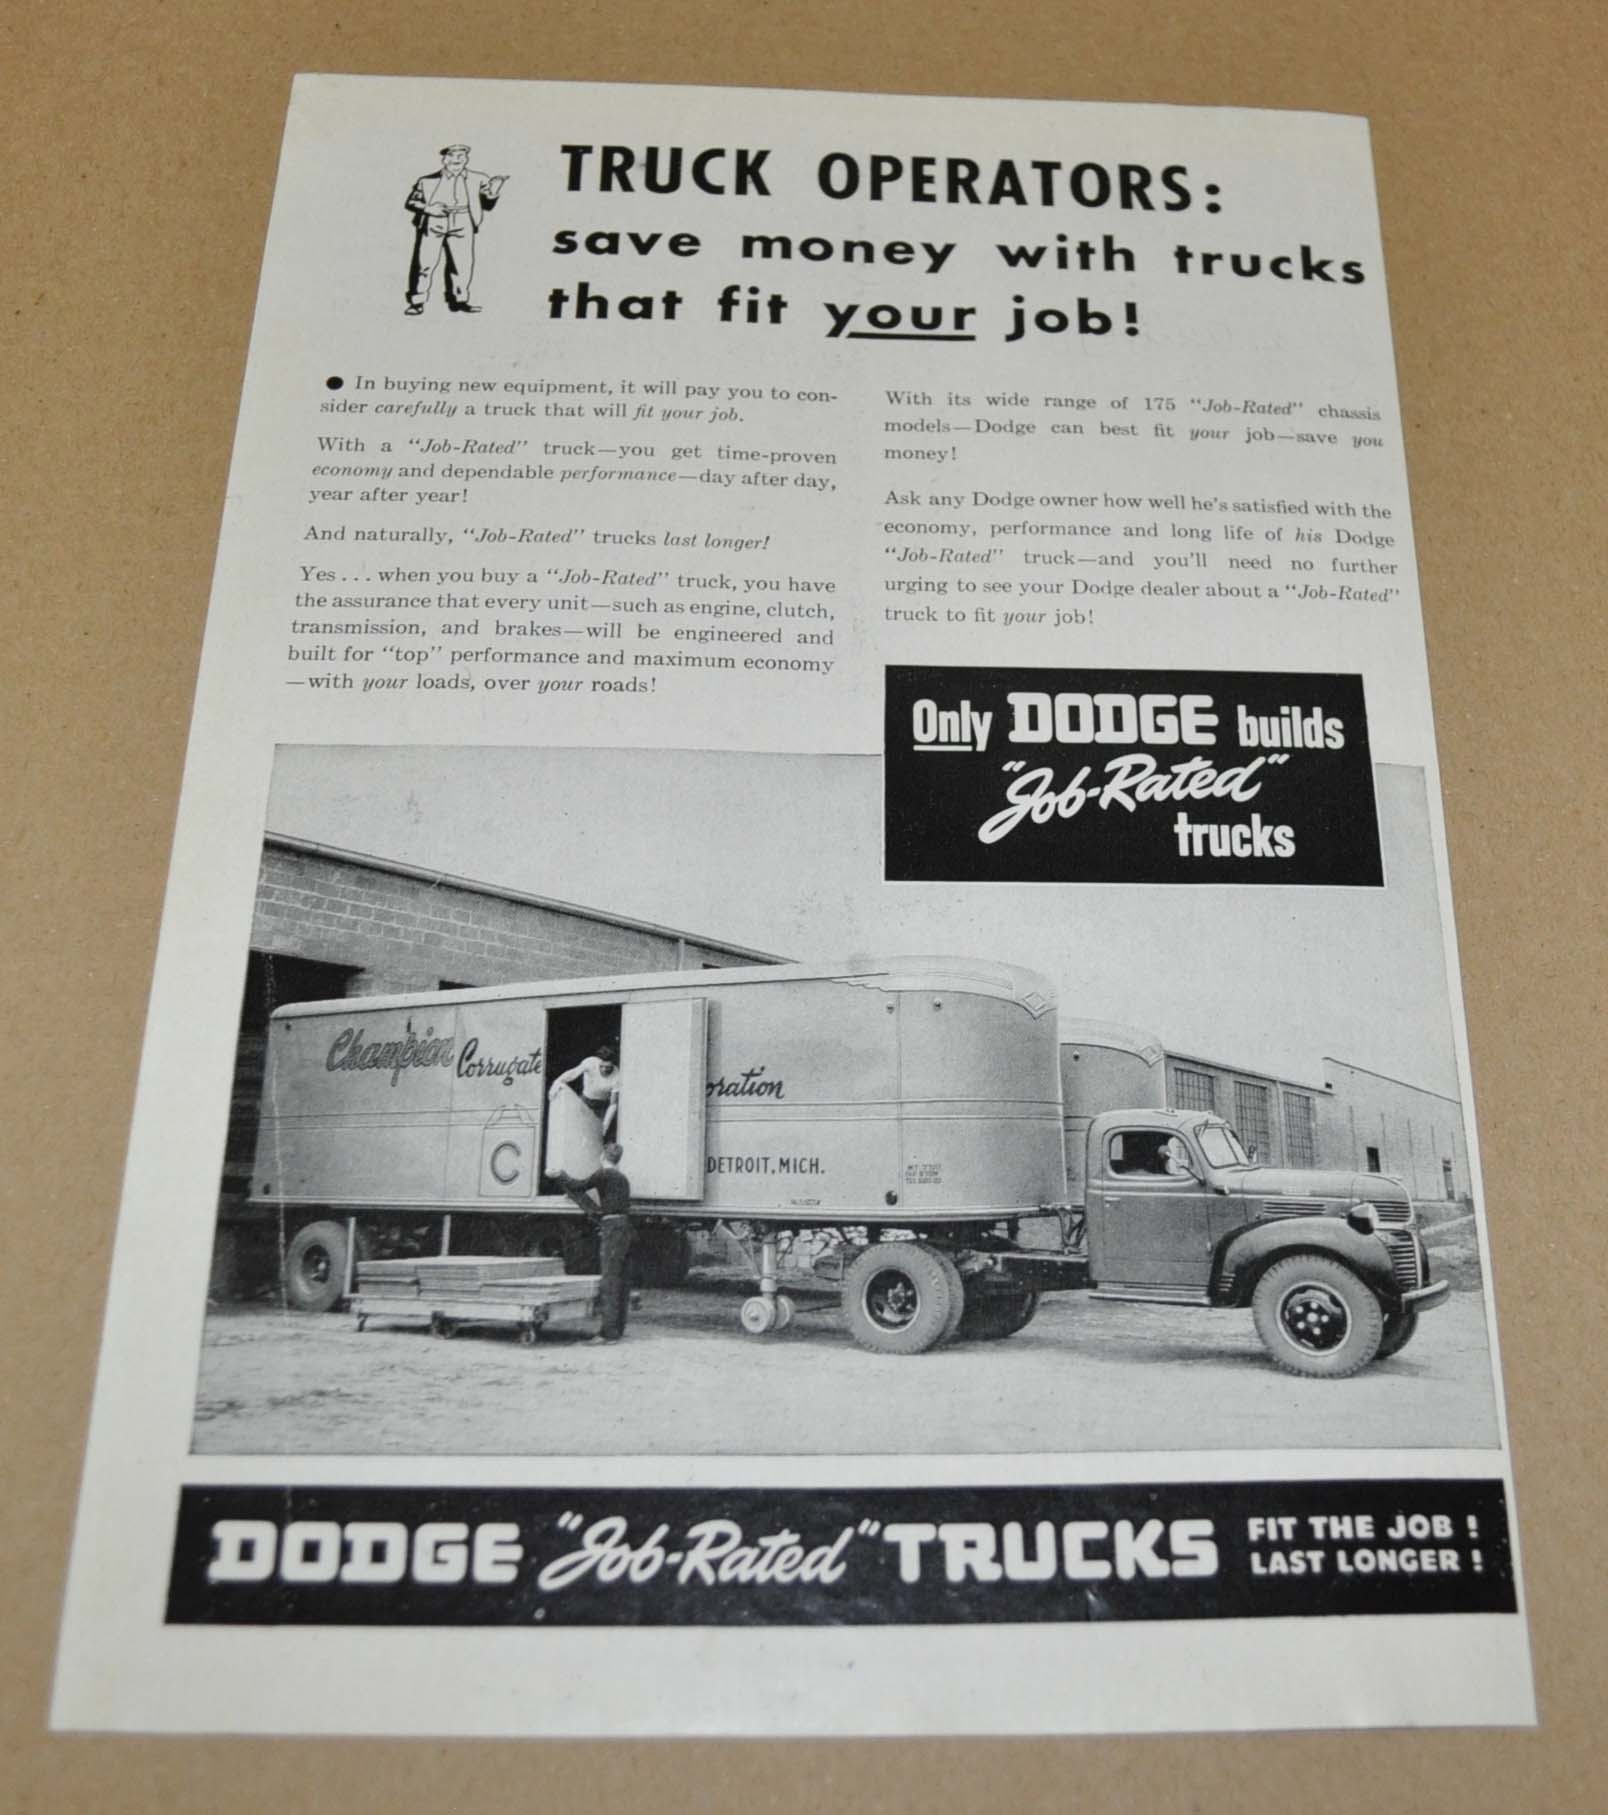 TRUCK OPERATORS:
save money with trucks
that fit your job!
● In buying new equipment, it will pay you to con-
sider carefully a truck that will fit your job.
With a "Job-Rated" truck—you get time-proven
economy and dependable performance—day after day,
year after year!
And naturally, "Job-Rated" trucks last longer!
Yes . . . when you buy a "Job-Rated" truck, you have
the assurance that every unit—such as engine, clutch,
transmission, and brakes—will be engineered and
built for "top" performance and maximum economy
—with your loads, over your roads!
With its wide range of 175 "Job-Rated" chassis
models—Dodge can best fit your job—save you
money!
Ask any Dodge owner how well he's satisfied with the
economy, performance and long life of his Dodge
"Job-Rated" truck—and you'll need no further
urging to see your Dodge dealer about a "Job-Rated"
truck to fit your job!
Only DODGE builds
"Job-Rated"
trucks
Champion Corrugate
oration
C
DETROIT, MICH.
DODGE "Job-Rated" TRUCKS
FIT THE JOB !
LAST LONGER !